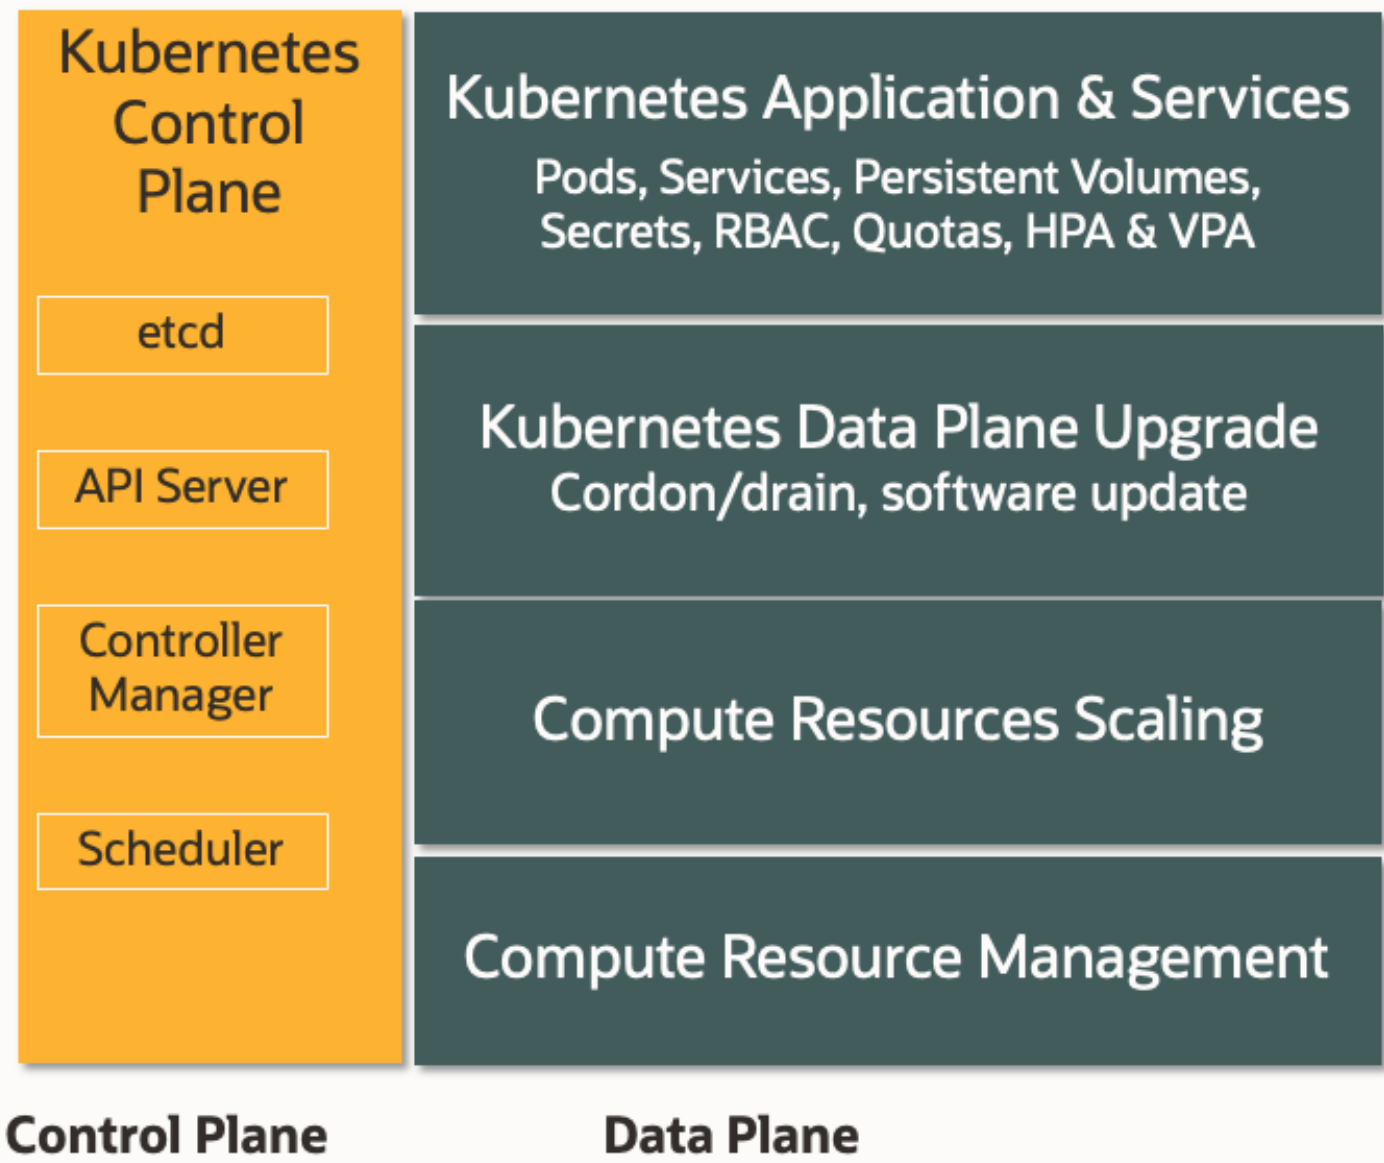 Kubernetes
Control
Plane
etcd
API Server
Controller
Manager
Scheduler
Kubernetes Application & Services
Pods, Services, Persistent Volumes,
Secrets, RBAC, Quotas, HPA & VPA
Kubernetes Data Plane Upgrade
Cordon/drain, software update
Compute Resources Scaling
Compute Resource Management
Control Plane
Data Plane